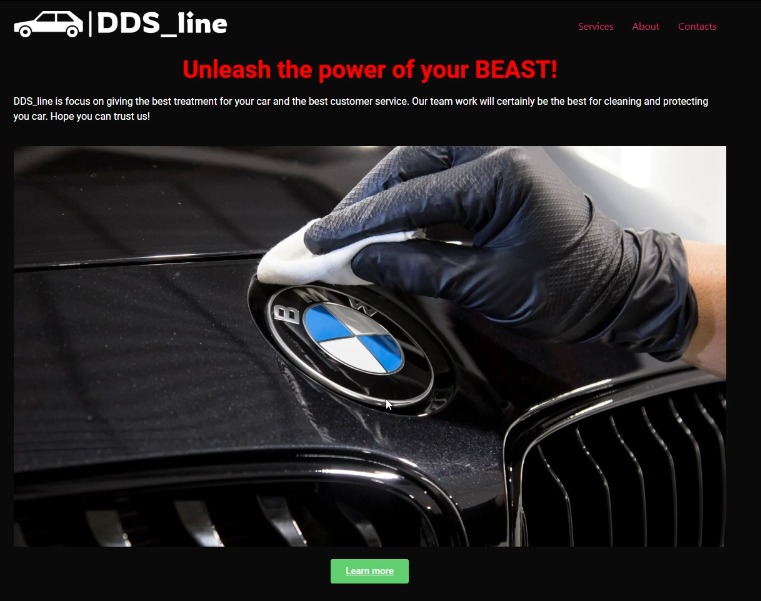 DDS_line
Services About Contacts
Unleash the power of your BEAST!
DDS_line is focus on giving the best treatment for your car and the best customer service. Our team work will certainly be the best for cleaning and protecting
you car. Hope you can trust us!
B M W
Learn more